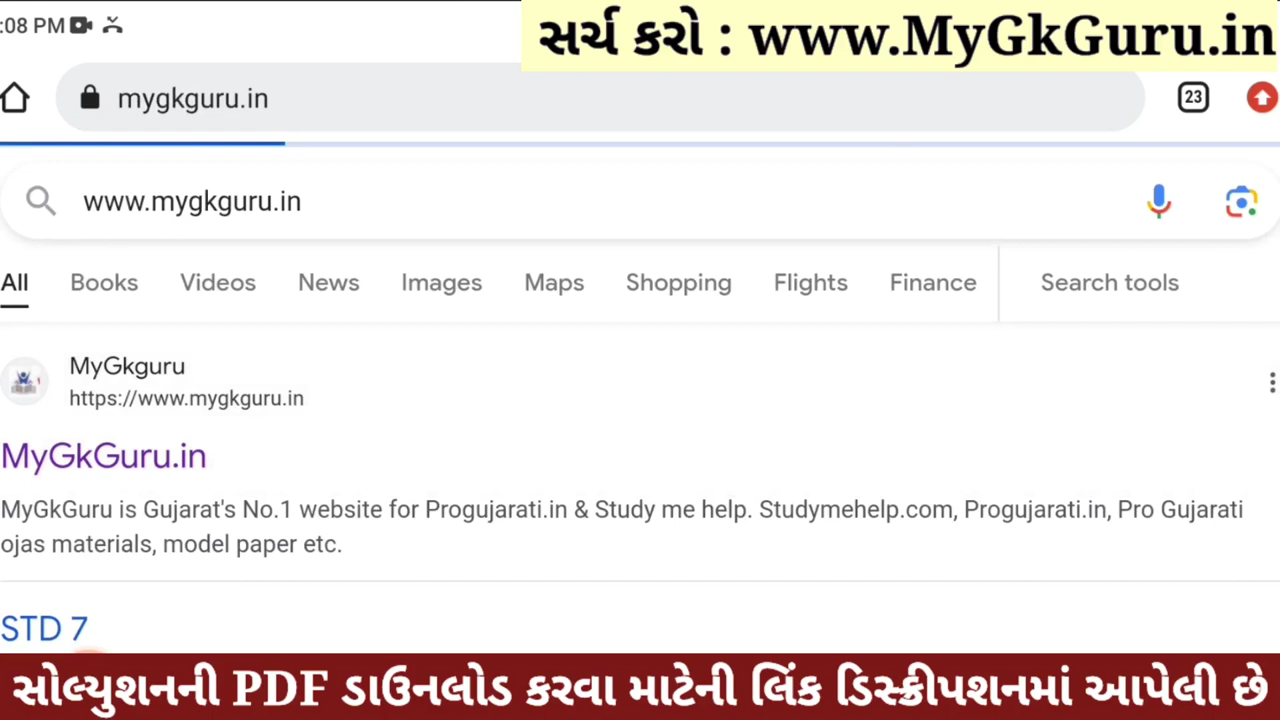 :08 PM
સર્ચ કરો : www.MyGkGuru.in
mygkguru.in
23
www.mygkguru.in
All Books Videos News Images Maps Shopping Flights Finance Search tools
MyGkguru
https://www.mygkguru.in
MyGkGuru.in
MyGkGuru is Gujarat's No.1 website for Progujarati.in & Study me help. Studymehelp.com, Progujarati.in, Pro Gujarati
ojas materials, model paper etc.
STD 7
સોલ્યુશનની PDF ડાઉનલોડ કરવા માટેની લિંક ડિસ્ક્રીપશનમાં આપેલી છે